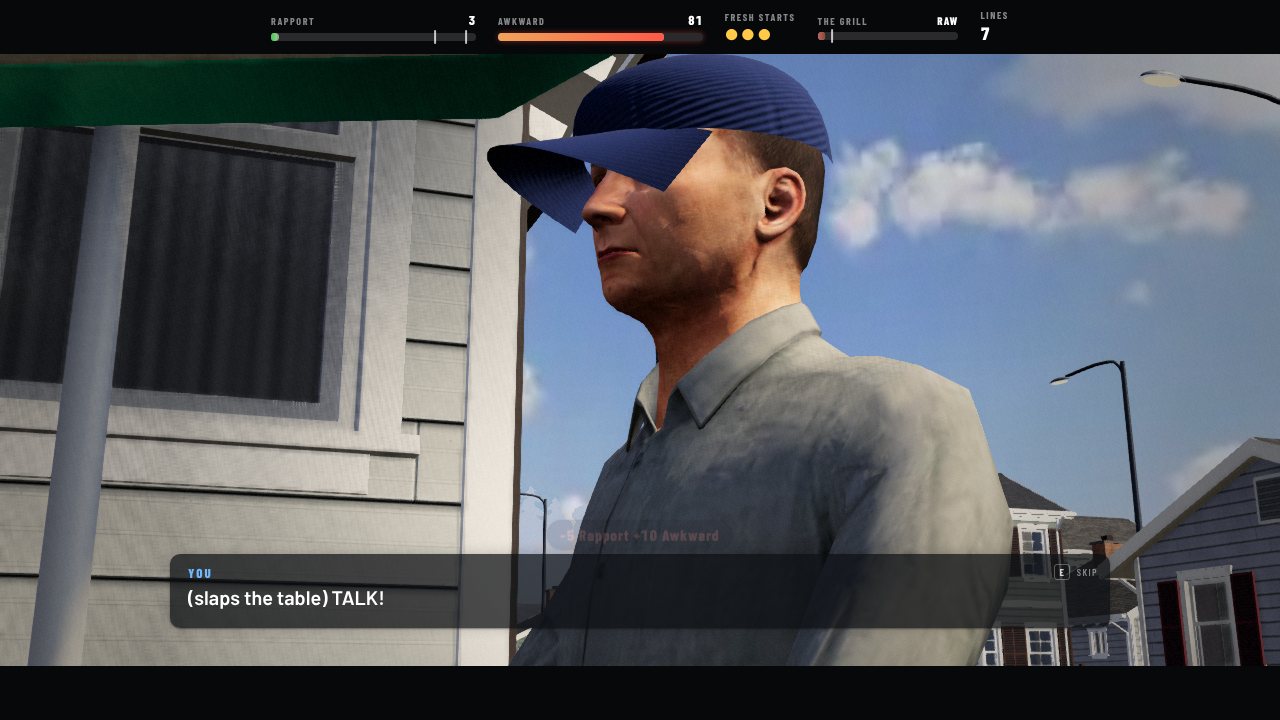 RAPPORT 3
AWKWARD 81
FRESH STARTS
THE GRILL RAW
LINES
7
-5 Rapport +10 Awkward
YOU
E SKIP
(slaps the table) TALK!